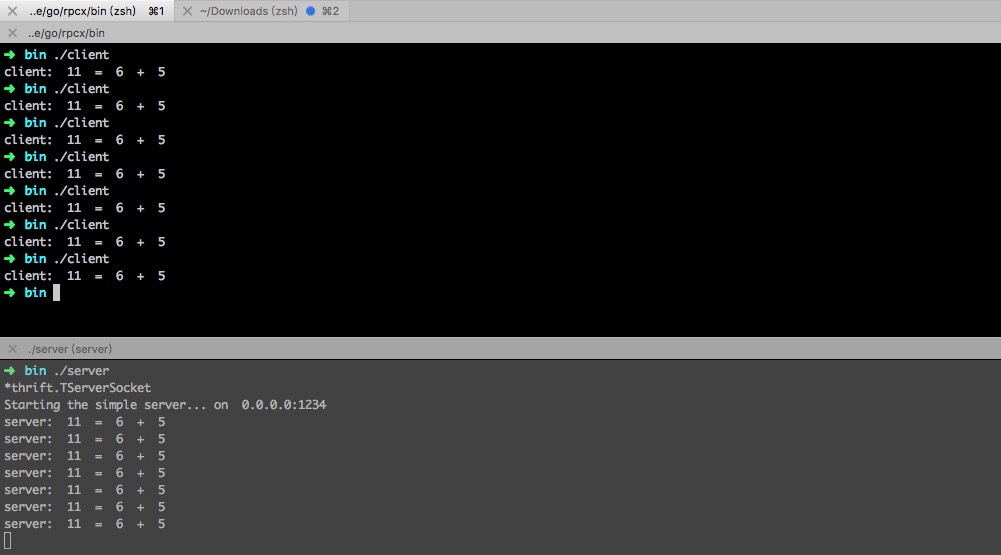 ..e/go/rpcx/bin (zsh) ⌘1 ~/Downloads (zsh) ⌘2
..e/go/rpcx/bin
➜ bin ./client
client:  11  =  6  +  5
➜ bin ./client
client:  11  =  6  +  5
➜ bin ./client
client:  11  =  6  +  5
➜ bin ./client
client:  11  =  6  +  5
➜ bin ./client
client:  11  =  6  +  5
➜ bin ./client
client:  11  =  6  +  5
➜ bin ./client
client:  11  =  6  +  5
➜ bin
./server (server)
➜ bin ./server
*thrift.TServerSocket
Starting the simple server... on  0.0.0.0:1234
server:  11  =  6  +  5
server:  11  =  6  +  5
server:  11  =  6  +  5
server:  11  =  6  +  5
server:  11  =  6  +  5
server:  11  =  6  +  5
server:  11  =  6  +  5